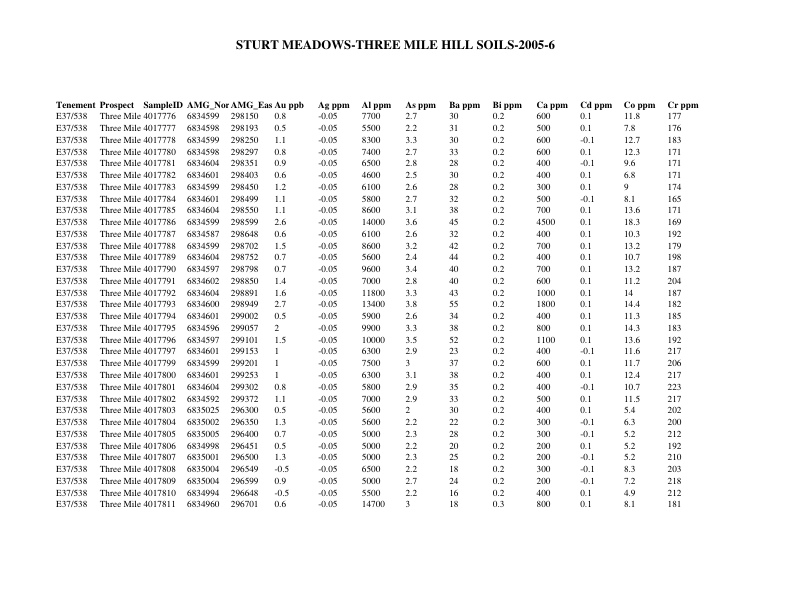 STURT MEADOWS-THREE MILE HILL SOILS-2005-6
Tenement Prospect SampleID AMG_Nor AMG_Eas Au ppb Ag ppm Al ppm As ppm Ba ppm Bi ppm Ca ppm Cd ppm Co ppm Cr ppm
E37/538 Three Mile 4017776 6834599 298150 0.8 -0.05 7700 2.7 30 0.2 600 0.1 11.8 177
E37/538 Three Mile 4017777 6834598 298193 0.5 -0.05 5500 2.2 31 0.2 500 0.1 7.8 176
E37/538 Three Mile 4017778 6834599 298250 1.1 -0.05 8300 3.3 30 0.2 600 -0.1 12.7 183
E37/538 Three Mile 4017780 6834598 298297 0.8 -0.05 7400 2.7 33 0.2 600 0.1 12.3 171
E37/538 Three Mile 4017781 6834604 298351 0.9 -0.05 6500 2.8 28 0.2 400 -0.1 9.6 171
E37/538 Three Mile 4017782 6834601 298403 0.6 -0.05 4600 2.5 30 0.2 400 0.1 6.8 171
E37/538 Three Mile 4017783 6834599 298450 1.2 -0.05 6100 2.6 28 0.2 300 0.1 9 174
E37/538 Three Mile 4017784 6834601 298499 1.1 -0.05 5800 2.7 32 0.2 500 -0.1 8.1 165
E37/538 Three Mile 4017785 6834604 298550 1.1 -0.05 8600 3.1 38 0.2 700 0.1 13.6 171
E37/538 Three Mile 4017786 6834599 298599 2.6 -0.05 14000 3.6 45 0.2 4500 0.1 18.3 169
E37/538 Three Mile 4017787 6834587 298648 0.6 -0.05 6100 2.6 32 0.2 400 0.1 10.3 192
E37/538 Three Mile 4017788 6834599 298702 1.5 -0.05 8600 3.2 42 0.2 700 0.1 13.2 179
E37/538 Three Mile 4017789 6834604 298752 0.7 -0.05 5600 2.4 44 0.2 400 0.1 10.7 198
E37/538 Three Mile 4017790 6834597 298798 0.7 -0.05 9600 3.4 40 0.2 700 0.1 13.2 187
E37/538 Three Mile 4017791 6834602 298850 1.4 -0.05 7000 2.8 40 0.2 600 0.1 11.2 204
E37/538 Three Mile 4017792 6834604 298891 1.6 -0.05 11800 3.3 43 0.2 1000 0.1 14 187
E37/538 Three Mile 4017793 6834600 298949 2.7 -0.05 13400 3.8 55 0.2 1800 0.1 14.4 182
E37/538 Three Mile 4017794 6834601 299002 0.5 -0.05 5900 2.6 34 0.2 400 0.1 11.3 185
E37/538 Three Mile 4017795 6834596 299057 2 -0.05 9900 3.3 38 0.2 800 0.1 14.3 183
E37/538 Three Mile 4017796 6834597 299101 1.5 -0.05 10000 3.5 52 0.2 1100 0.1 13.6 192
E37/538 Three Mile 4017797 6834601 299153 1 -0.05 6300 2.9 23 0.2 400 -0.1 11.6 217
E37/538 Three Mile 4017799 6834599 299201 1 -0.05 7500 3 37 0.2 600 0.1 11.7 206
E37/538 Three Mile 4017800 6834601 299253 1 -0.05 6300 3.1 38 0.2 400 0.1 12.4 217
E37/538 Three Mile 4017801 6834604 299302 0.8 -0.05 5800 2.9 35 0.2 400 -0.1 10.7 223
E37/538 Three Mile 4017802 6834592 299372 1.1 -0.05 7000 2.9 33 0.2 500 0.1 11.5 217
E37/538 Three Mile 4017803 6835025 296300 0.5 -0.05 5600 2 30 0.2 400 0.1 5.4 202
E37/538 Three Mile 4017804 6835002 296350 1.3 -0.05 5600 2.2 22 0.2 300 -0.1 6.3 200
E37/538 Three Mile 4017805 6835005 296400 0.7 -0.05 5000 2.3 28 0.2 300 -0.1 5.2 212
E37/538 Three Mile 4017806 6834998 296451 0.5 -0.05 5000 2.2 20 0.2 200 0.1 5.2 192
E37/538 Three Mile 4017807 6835001 296500 1.3 -0.05 5000 2.3 25 0.2 200 -0.1 5.2 210
E37/538 Three Mile 4017808 6835004 296549 -0.5 -0.05 6500 2.2 18 0.2 300 -0.1 8.3 203
E37/538 Three Mile 4017809 6835004 296599 0.9 -0.05 5000 2.7 24 0.2 200 -0.1 7.2 218
E37/538 Three Mile 4017810 6834994 296648 -0.5 -0.05 5500 2.2 16 0.2 400 0.1 4.9 212
E37/538 Three Mile 4017811 6834960 296701 0.6 -0.05 14700 3 18 0.3 800 0.1 8.1 181